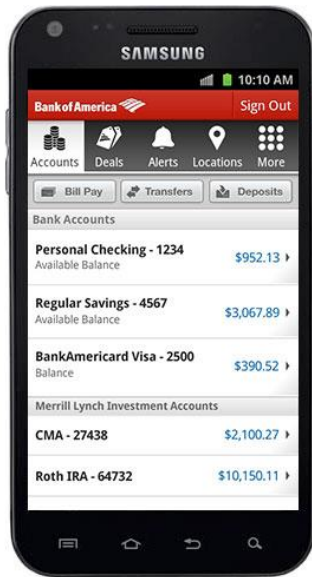 SAMSUNG
10:10 AM
Bank of America
Sign Out
Accounts Deals Alerts Locations More
Bill Pay Transfers Deposits
Bank Accounts
Personal Checking - 1234
Available Balance
$952.13
Regular Savings - 4567
Available Balance
$3,067.89
BankAmericard Visa - 2500
Balance
$390.52
Merrill Lynch Investment Accounts
CMA - 27438 $2,100.27
Roth IRA - 64732 $10,150.11